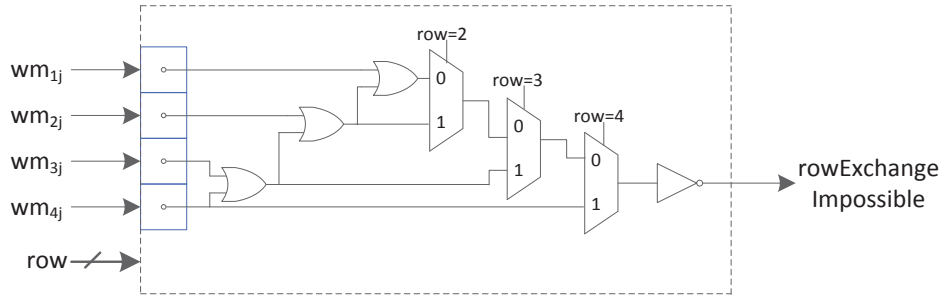 row=2
wm1j
0
row=3
wm2j
1
0
row=4
wm3j
1
0
rowExchange
Impossible
wm4j
1
row